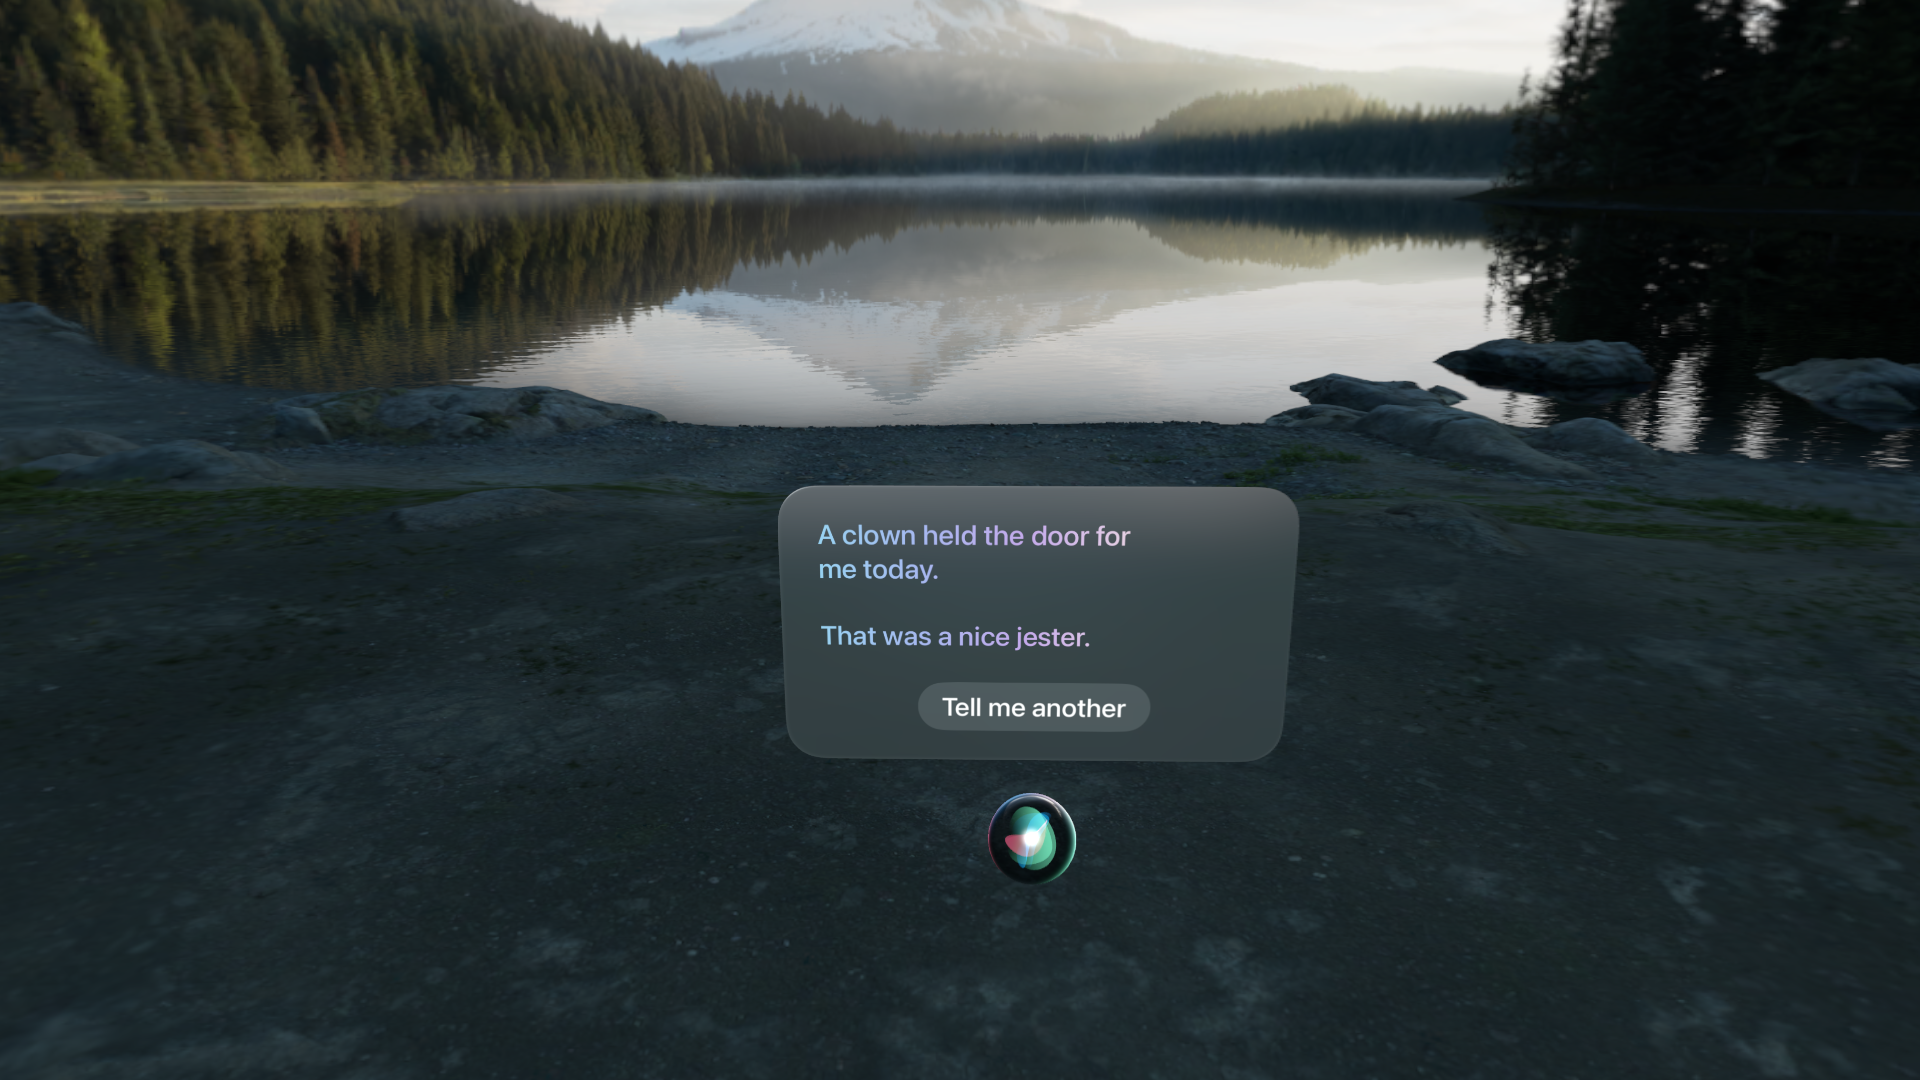 A clown held the door for
me today.
That was a nice jester.
Tell me another